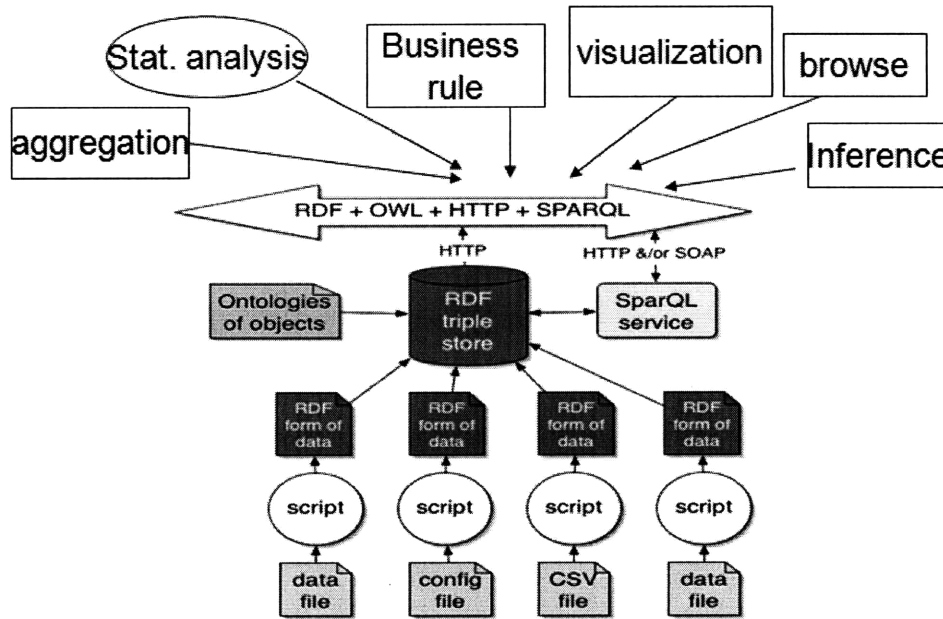 Stat. analysis
Business
rule
visualization
browse
aggregation
Inference
RDF + OWL + HTTP + SPARQL
HTTP
HTTP &/or SOAP
Ontologies
of objects
RDF
triple
store
SparQL
service
RDF
form of
data
RDF
form of
data
RDF
form of
data
RDF
form of
data
script
script
script
script
data
file
config
file
CSV
file
data
file